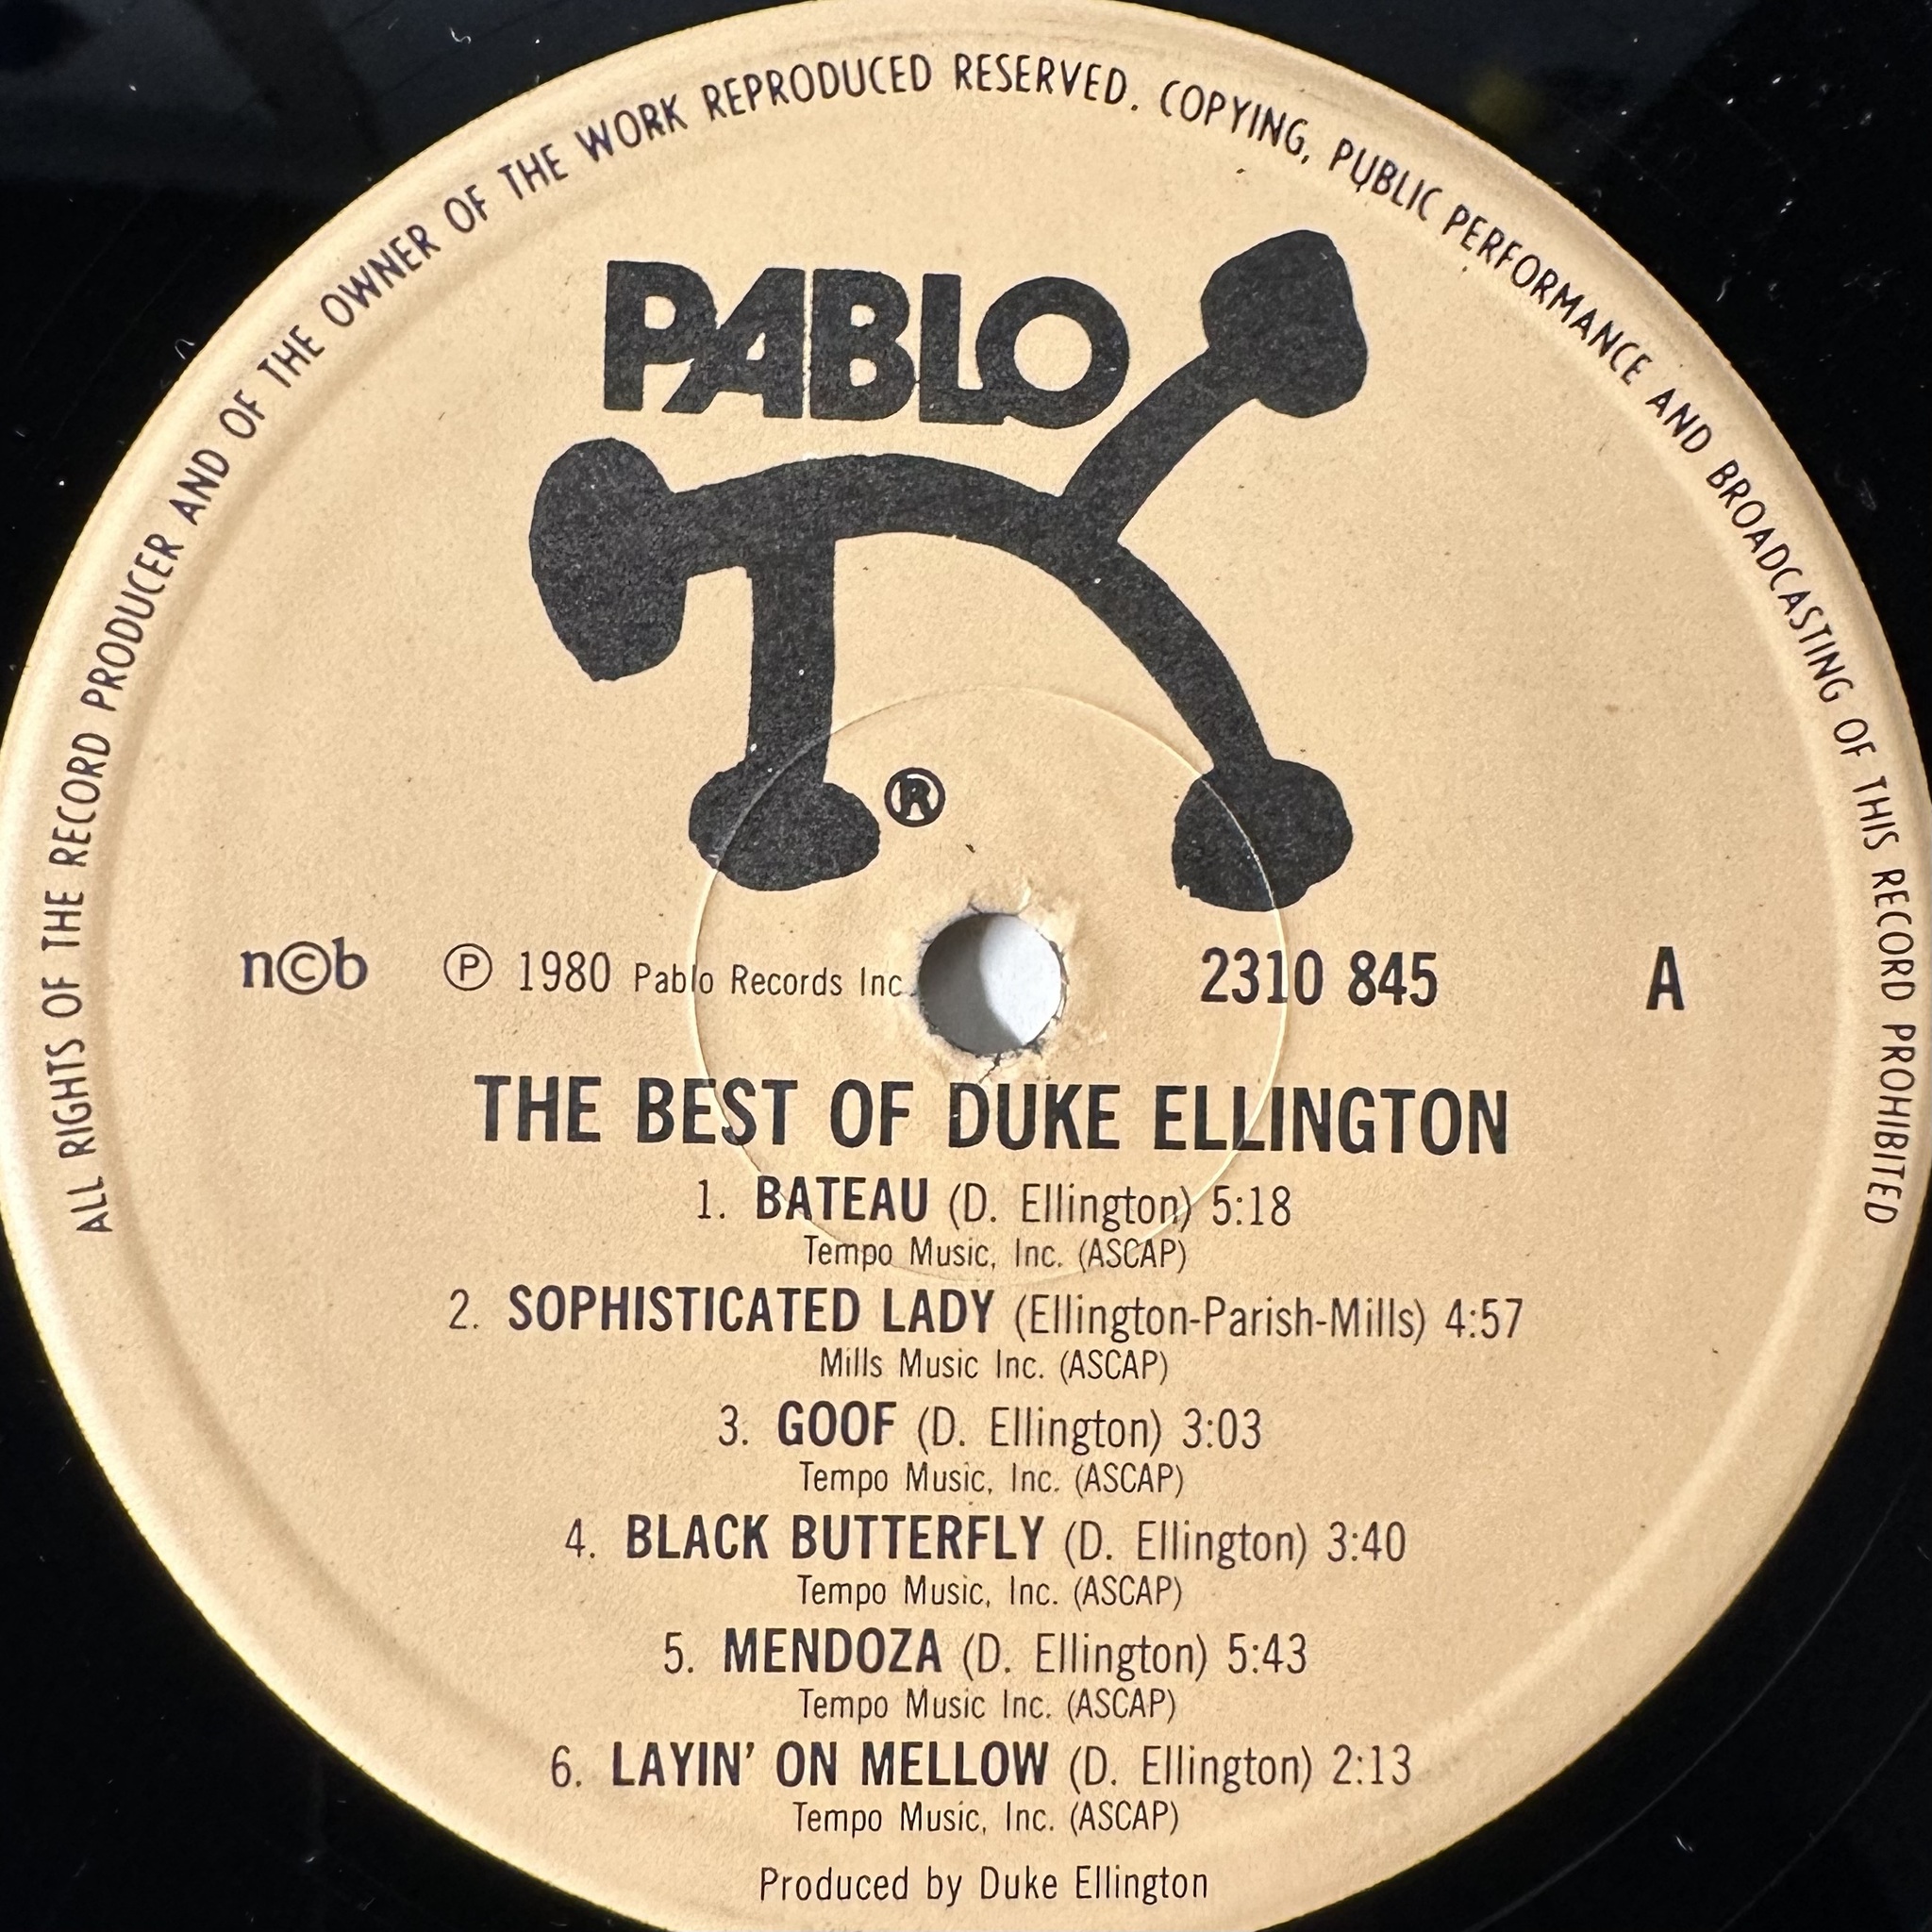 ALL RIGHTS OF THE RECORD PRODUCER AND OF THE OWNER OF THE WORK REPRODUCED RESERVED. COPYING, PUBLIC PERFORMANCE AND BROADCASTING OF THIS RECORD PROHIBITED
PABLO
®
n©b ℗ 1980 Pablo Records Inc. 2310 845 A
THE BEST OF DUKE ELLINGTON
1. BATEAU (D. Ellington) 5:18
Tempo Music, Inc. (ASCAP)
2. SOPHISTICATED LADY (Ellington-Parish-Mills) 4:57
Mills Music Inc. (ASCAP)
3. GOOF (D. Ellington) 3:03
Tempo Music, Inc. (ASCAP)
4. BLACK BUTTERFLY (D. Ellington) 3:40
Tempo Music, Inc. (ASCAP)
5. MENDOZA (D. Ellington) 5:43
Tempo Music Inc. (ASCAP)
6. LAYIN' ON MELLOW (D. Ellington) 2:13
Tempo Music, Inc. (ASCAP)
Produced by Duke Ellington